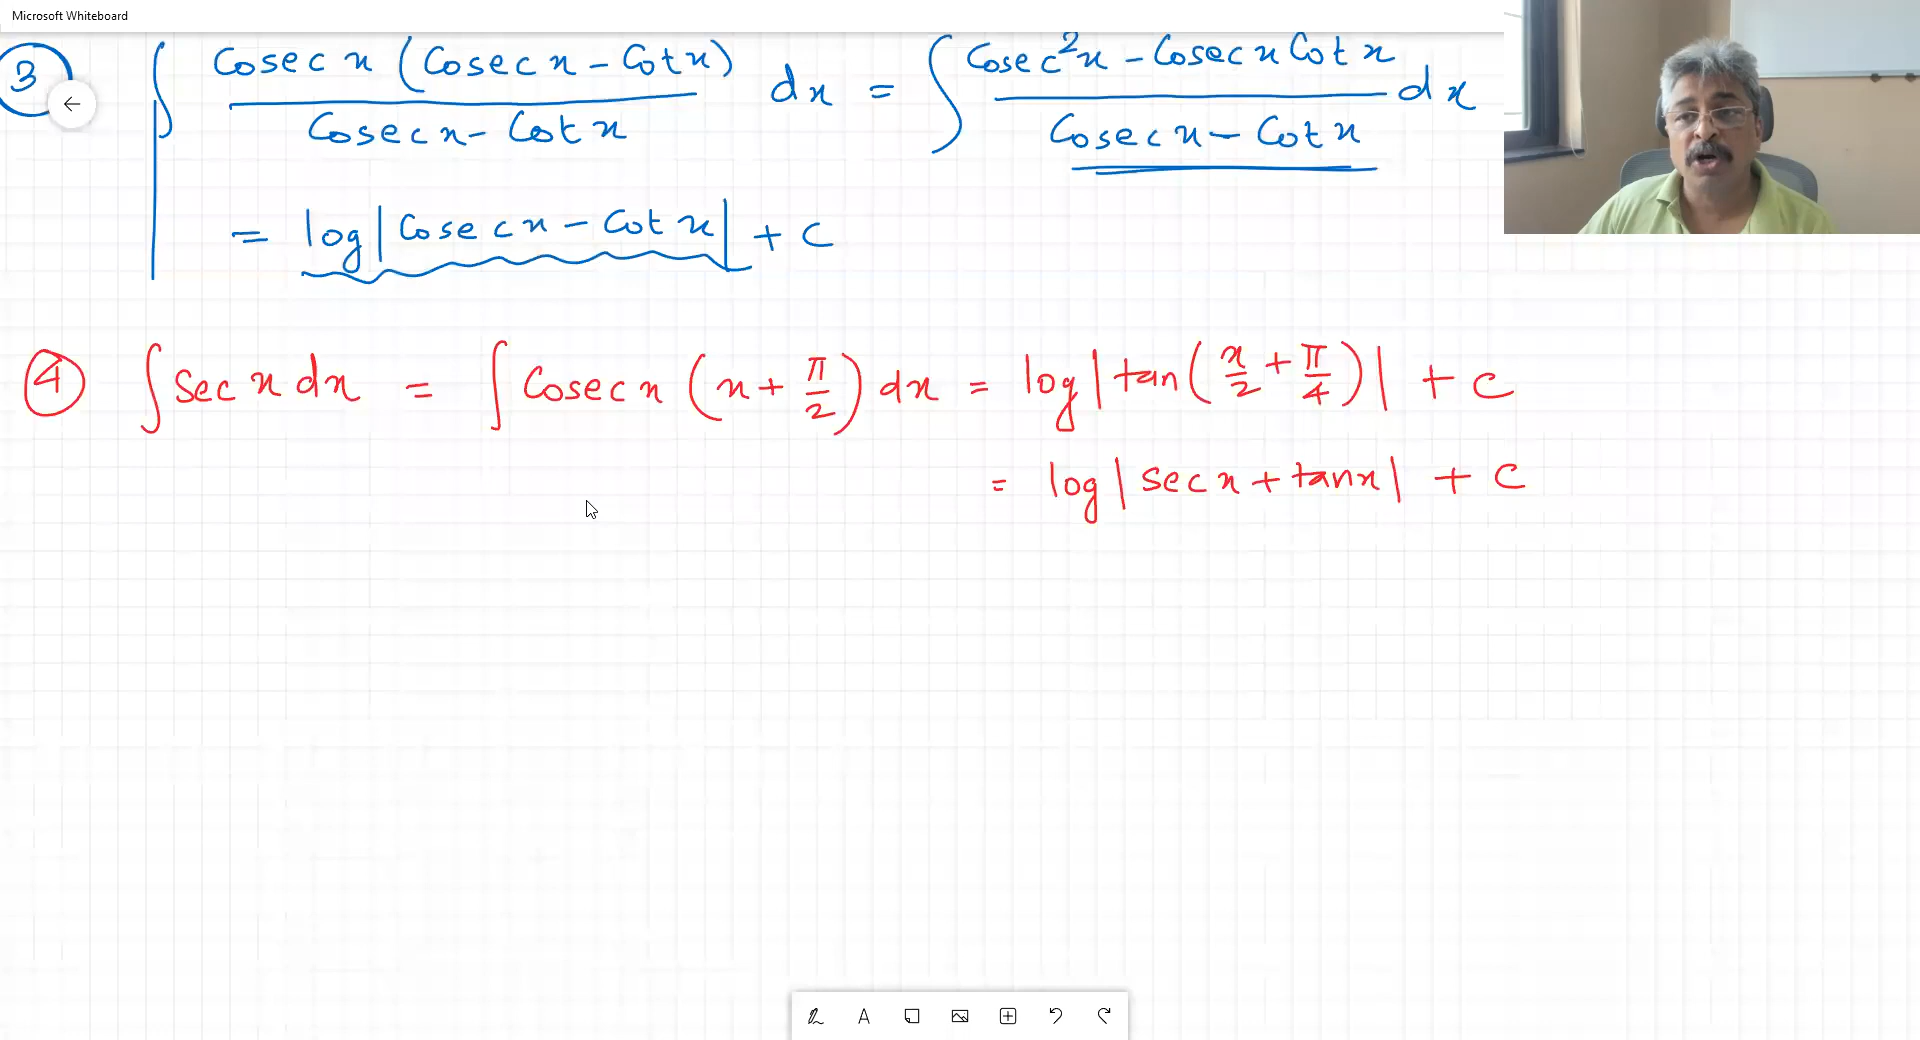 Microsoft Whiteboard
③ ∫ Cosec x (Cosec x - Cot x) / Cosec x - Cot x dx = ∫ Cosec²x - Cosec x Cot x / Cosec x - Cot x dx
= log |Cosec x - Cot x| + c
④ ∫ Sec x dx = ∫ Cosec x (x + π/2) dx = log |tan(x/2 + π/4)| + c
= log |sec x + tan x| + c
A